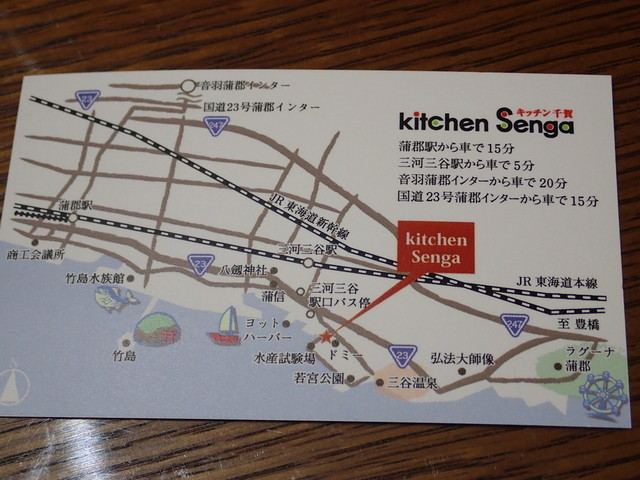 音羽蒲郡インター
国道23号蒲郡インター
23
247
キッチン千賀
kitchen Senga
蒲郡駅から車で15分
三河三谷駅から車で5分
音羽蒲郡インターから車で20分
国道23号蒲郡インターから車で15分
JR東海道新幹線
蒲郡駅
商工会議所
kitchen
Senga
三河三谷駅
23
八剱神社
竹島水族館
蒲信
三河三谷
駅口バス停
JR 東海道本線
247
至 豊橋
ヨット
ハーバー
竹島
水産試験場
ドミー
23
弘法大師像
ラグーナ
蒲郡
若宮公園
三谷温泉